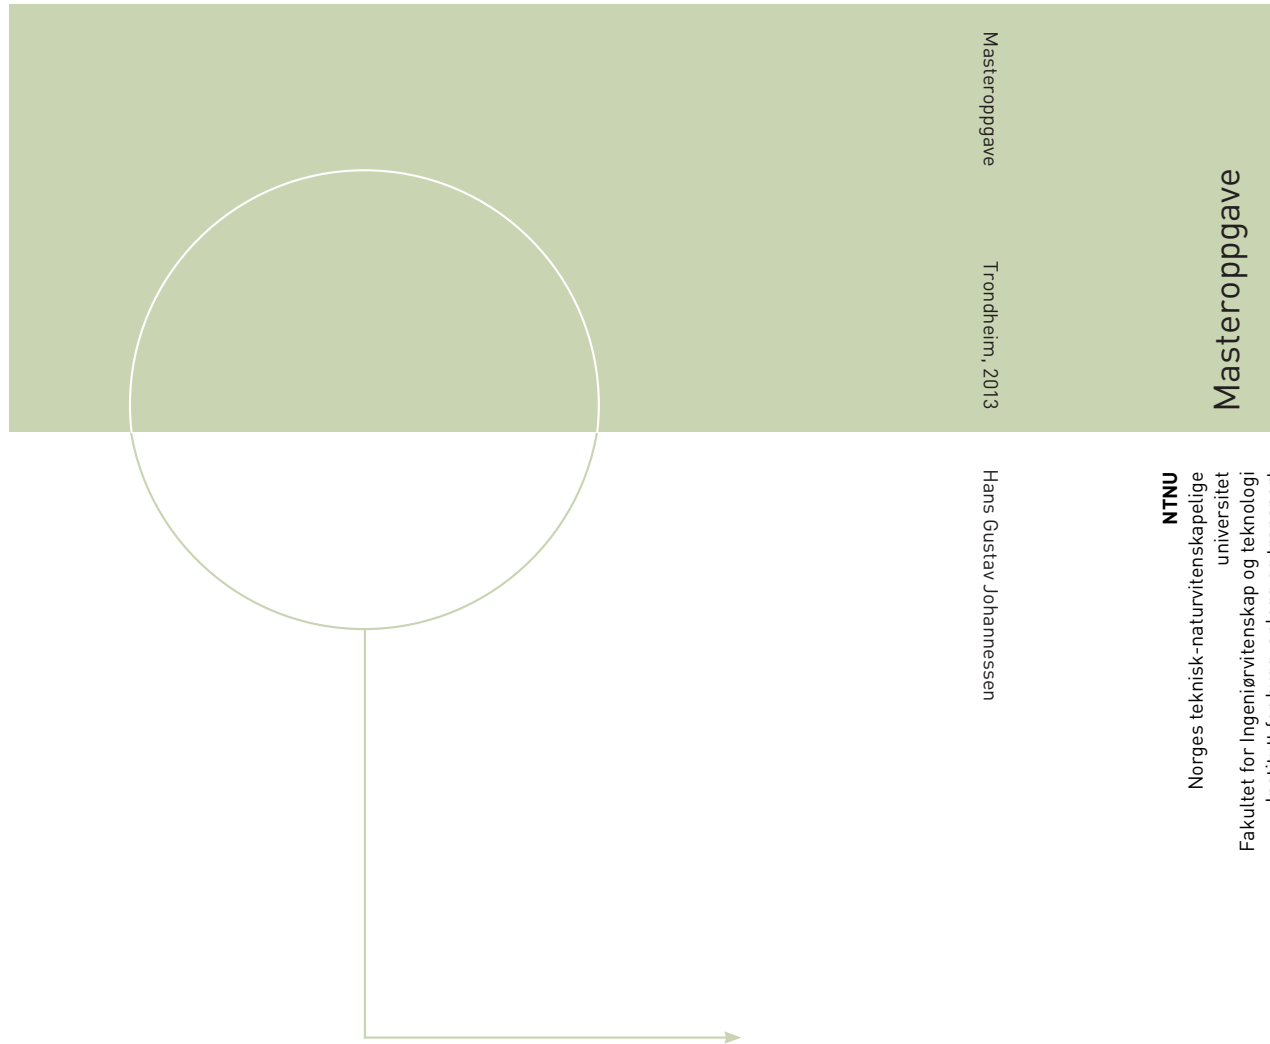 Masteroppgave
Trondheim, 2013
Hans Gustav Johannessen
Masteroppgave
NTNU
Norges teknisk-naturvitenskapelige
universitet
Fakultet for Ingeniørvitenskap og teknologi